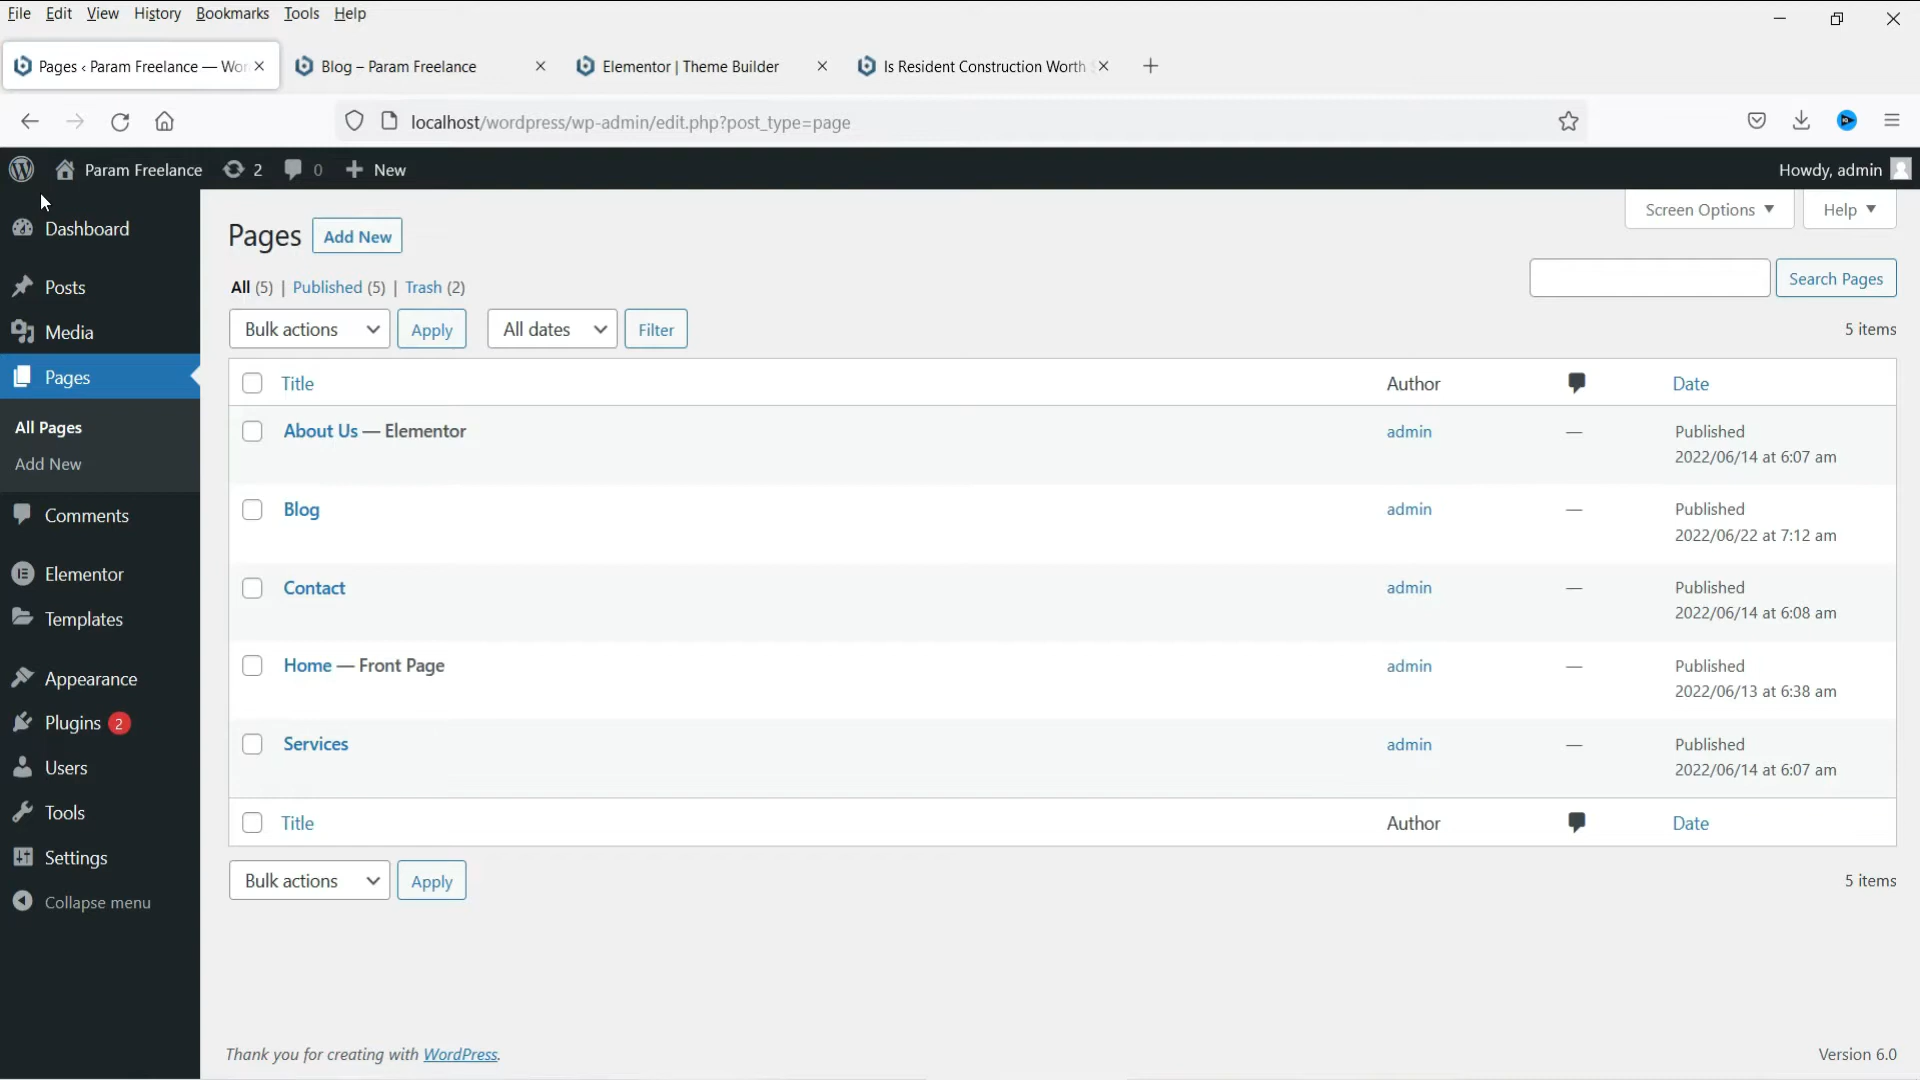 File Edit View History Bookmarks Tools Help
Pages ‹ Param Freelance — Wor
Blog – Param Freelance
Elementor | Theme Builder
Is Resident Construction Worth
localhost/wordpress/wp-admin/edit.php?post_type=page
Param Freelance 2 0 + New
Howdy, admin
Dashboard
Posts
Media
Pages
All Pages
Add New
Comments
Elementor
Templates
Appearance
Plugins 2
Users
Tools
Settings
Collapse menu
Screen Options Help
Pages Add New
All (5) | Published (5) | Trash (2)
Search Pages
Bulk actions Apply All dates Filter
5 items
Title Author Date
About Us — Elementor admin — Published
2022/06/14 at 6:07 am
Blog admin — Published
2022/06/22 at 7:12 am
Contact admin — Published
2022/06/14 at 6:08 am
Home — Front Page admin — Published
2022/06/13 at 6:38 am
Services admin — Published
2022/06/14 at 6:07 am
Title Author Date
Bulk actions Apply
5 items
Thank you for creating with WordPress.
Version 6.0